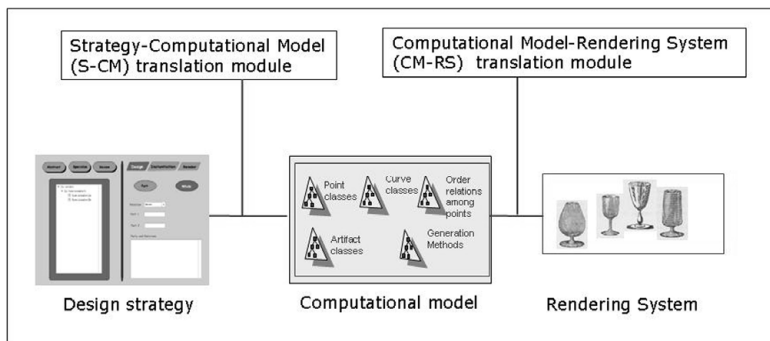 Strategy-Computational Model
(S-CM) translation module
Computational Model-Rendering System
(CM-RS) translation module
Point
classes
Curve
classes
Order
relations
among
points
Artifact
classes
Generation
Methods
Design strategy
Computational model
Rendering System